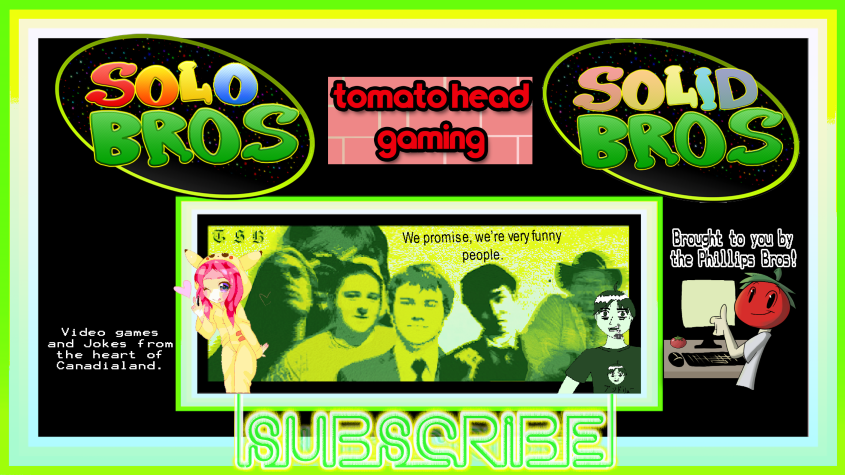 SOLO
BROS
tomato head
gaming
SOLID
BROS
T S B
We promise, we're very funny
people.
Brought to you by
the Phillips Bros!
Video games
and Jokes from
the heart of
Canadialand.
SUBSCRIBE